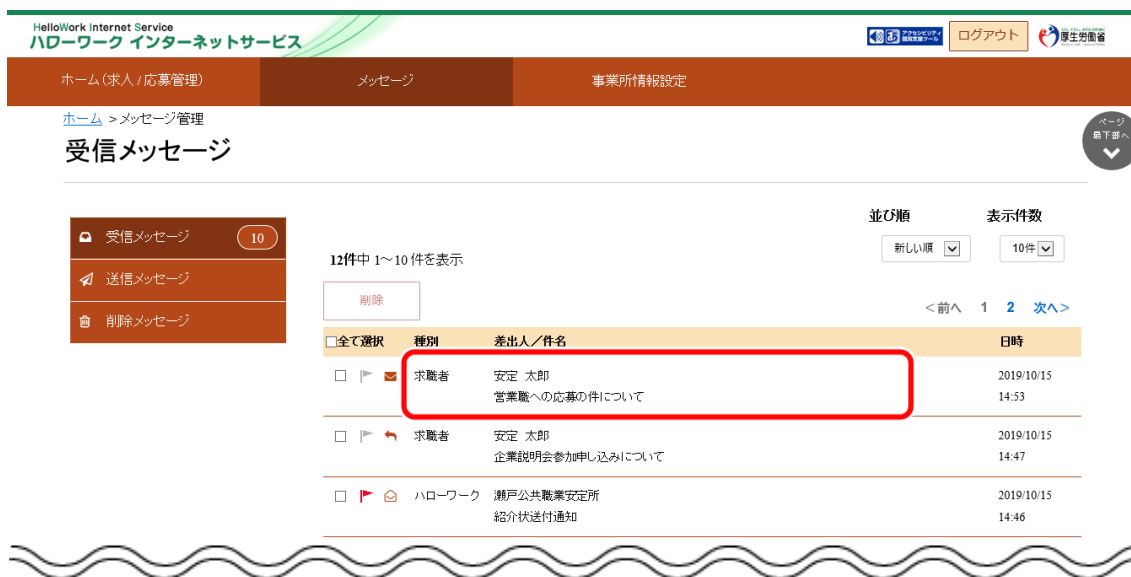 HelloWork Internet Service
ハローワーク インターネットサービス
ログアウト
厚生労働省
ホーム(求人/応募管理)
メッセージ
事業所情報設定
ホーム >メッセージ管理
ページ
最下部へ
受信メッセージ
受信メッセージ 10
送信メッセージ
削除メッセージ
並び順 表示件数
新しい順 10件
12件中 1～10 件を表示
削除
<前へ 1 2 次へ>
全て選択 種別 差出人／件名 日時
求職者 安定 太郎 2019/10/15
営業職への応募の件について 14:53
求職者 安定 太郎 2019/10/15
企業説明会参加申し込みについて 14:47
ハローワーク 瀬戸公共職業安定所 2019/10/15
紹介状送付通知 14:46